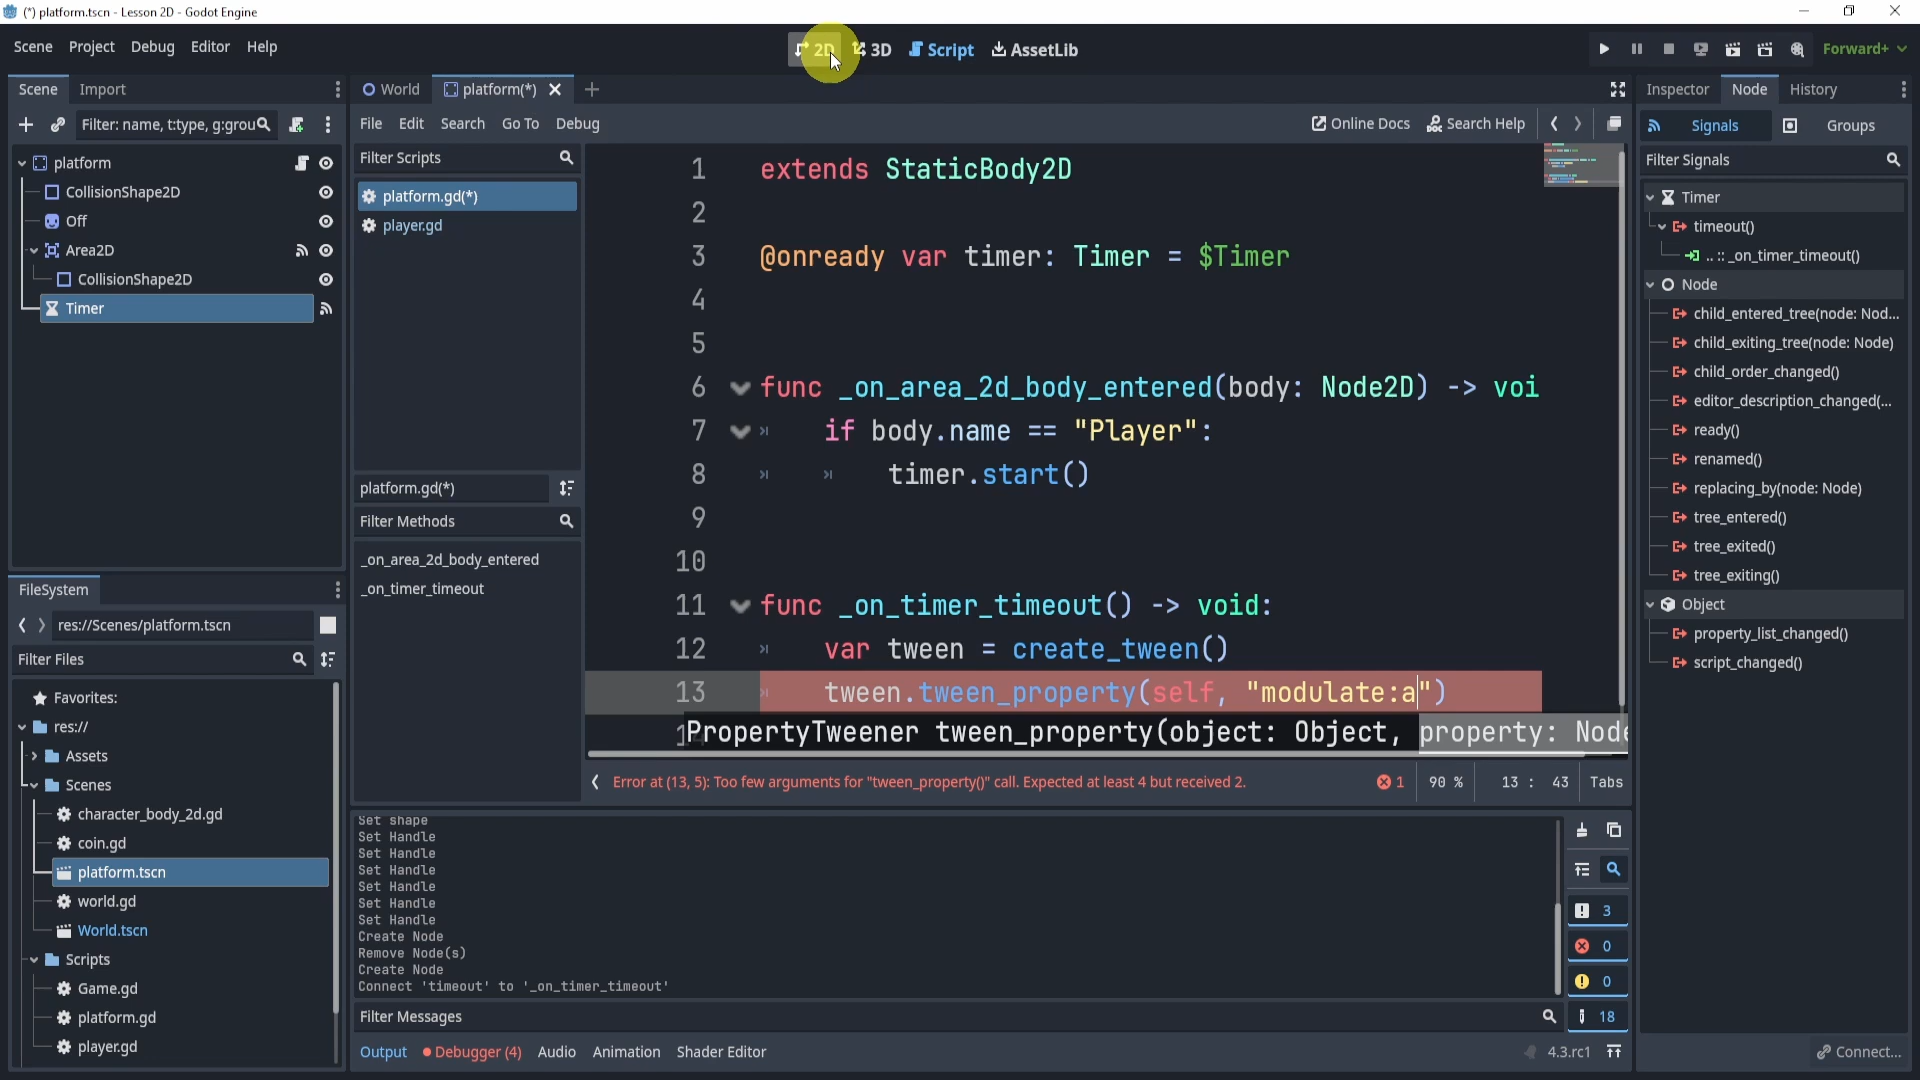 (*) platform.tscn - Lesson 2D - Godot Engine
Scene Project Debug Editor Help
2D 3D Script AssetLib
Forward+
Scene Import
World platform(*)
Inspector Node History
Filter: name, t:type, g:grou
File Edit Search Go To Debug
Online Docs Search Help
Signals Groups
platform
CollisionShape2D
Off
Area2D
CollisionShape2D
Timer
Filter Scripts
platform.gd(*)
player.gd
platform.gd(*)
Filter Methods
_on_area_2d_body_entered
_on_timer_timeout
1 extends StaticBody2D
2
3 @onready var timer: Timer = $Timer
4
5
6 func _on_area_2d_body_entered(body: Node2D) -> voi
7 if body.name == "Player":
8 timer.start()
9
10
11 func _on_timer_timeout() -> void:
12 var tween = create_tween()
13 tween.tween_property(self, "modulate:a")
PropertyTweener tween_property(object: Object, property: Node
Error at (13, 5): Too few arguments for "tween_property()" call. Expected at least 4 but received 2.
1 90 % 13 : 43 Tabs
Filter Signals
Timer
timeout()
.. :: _on_timer_timeout()
Node
child_entered_tree(node: Nod...
child_exiting_tree(node: Node)
child_order_changed()
editor_description_changed(...
ready()
renamed()
replacing_by(node: Node)
tree_entered()
tree_exited()
tree_exiting()
Object
property_list_changed()
script_changed()
FileSystem
res://Scenes/platform.tscn
Filter Files
Favorites:
res://
Assets
Scenes
character_body_2d.gd
coin.gd
platform.tscn
world.gd
World.tscn
Scripts
Game.gd
platform.gd
player.gd
Set shape
Set Handle
Set Handle
Set Handle
Set Handle
Set Handle
Set Handle
Create Node
Remove Node(s)
Create Node
Connect 'timeout' to '_on_timer_timeout'
3
0
0
18
Filter Messages
Output Debugger (4) Audio Animation Shader Editor
4.3.rc1
Connect...